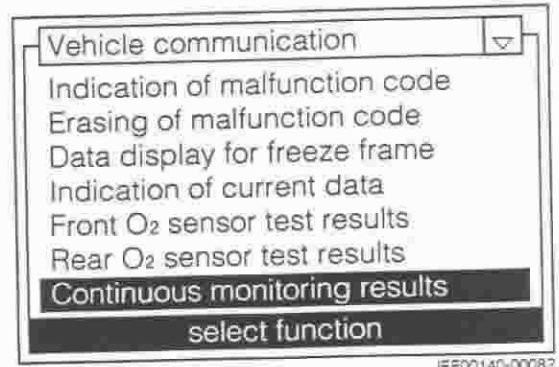 Vehicle communication
Indication of malfunction code
Erasing of malfunction code
Data display for freeze frame
Indication of current data
Front O₂ sensor test results
Rear O₂ sensor test results
Continuous monitoring results
select function